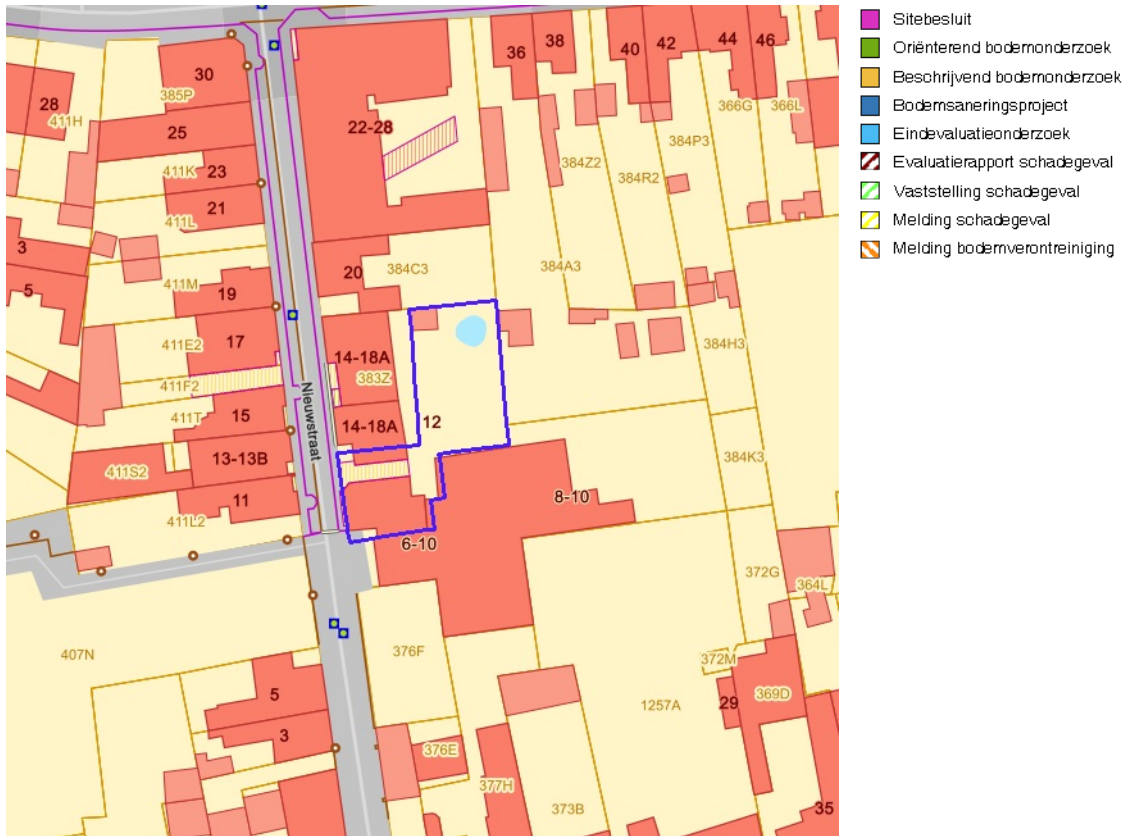 36
38
40
42
44
46
30
28
411H
385P
22-28
366G
366L
25
384P3
411K
23
384Z2
384R2
21
411L
3
384C3
384A3
20
5
411M
19
17
411E2
14-18A
384H3
383Z
411F2
Nieuwstraat
15
411T
14-18A
12
13-13B
411S2
384K3
11
8-10
411L2
6-10
372G
364L
407N
376F
372M
5
369D
29
1257A
3
376E
377H
373B
35
Sitebesluit
Oriënterend bodemonderzoek
Beschrijvend bodemonderzoek
Bodemsaneringsproject
Eindevaluatieonderzoek
Evaluatierapport schadegeval
Vaststelling schadegeval
Melding schadegeval
Melding bodemverontreiniging